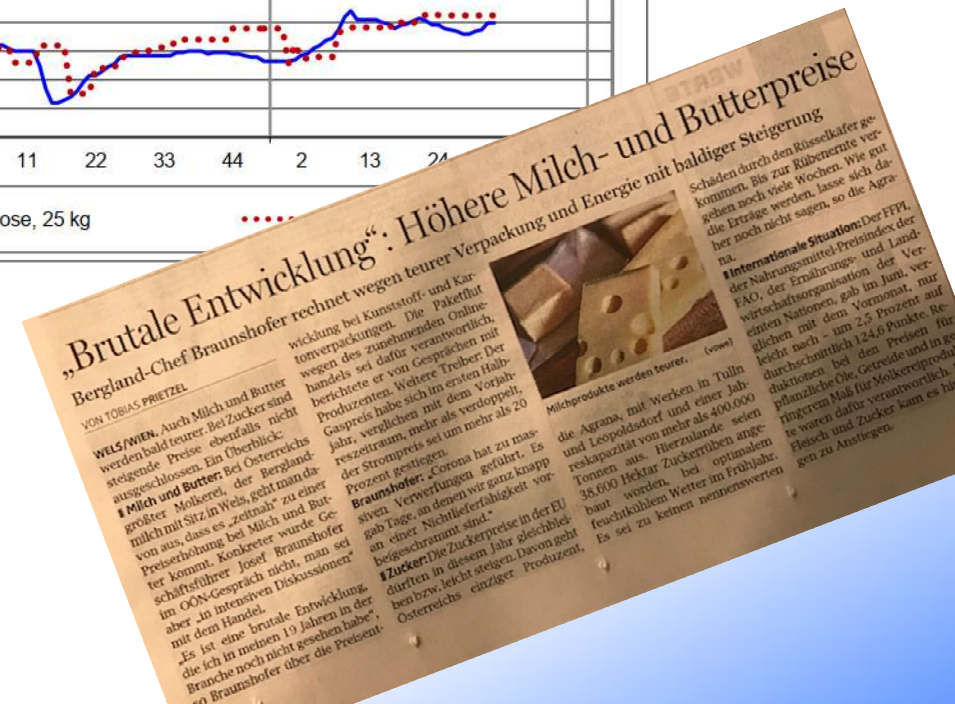 11 22 33 44 2 13 24
ose, 25 kg
WERTE
„Brutale Entwicklung“: Höhere Milch- und Butterpreise
Bergland-Chef Braunshofer rechnet wegen teurer Verpackung und Energie mit baldiger Steigerung
VON TOBIAS PRIETZEL
WELS/WIEN. Auch Milch und Butter
werden bald teurer. Bei Zucker sind
steigende Preise ebenfalls nicht
ausgeschlossen. Ein Überblick:
Milch und Butter: Bei Österreichs
größter Molkerei, der Bergland-
milch mit Sitz in Wels, geht man da-
von aus, dass es „zeitnah“ zu einer
Preiserhöhung bei Milch und But-
ter kommt. Konkreter wurde Ge-
schäftsführer Josef Braunshofer
im OÖN-Gespräch nicht, man sei
aber „in intensiven Diskussionen“
mit dem Handel.
„Es ist eine brutale Entwicklung,
die ich in meinen 19 Jahren in der
Branche noch nicht gesehen habe“,
so Braunshofer über die Preisent-
wicklung bei Kunststoff- und Kar-
tonverpackungen. Die Paketflut
wegen des zunehmenden Online-
handels sei dafür verantwortlich,
berichtete er von Gesprächen mit
Produzenten. Weitere Treiber: Der
Gaspreis habe sich im ersten Halb-
jahr, verglichen mit dem Vorjah-
reszeitraum, mehr als verdoppelt,
der Strompreis sei um mehr als 20
Prozent gestiegen.
Braunshofer: „Corona hat zu mas-
siven Verwerfungen geführt. Es
gab Tage, an denen wir ganz knapp
an einer Nichtlieferfähigkeit vor-
beigeschrammt sind.“
Zucker: Die Zuckerpreise in der EU
dürften in diesem Jahr gleichblei-
ben bzw. leicht steigen. Davon geht
Österreichs einziger Produzent,
Milchprodukte werden teurer. (vowe)
die Agrana, mit Werken in Tulln
und Leopoldsdorf und einer Jah-
reskapazität von mehr als 400.000
Tonnen aus. Hierzulande seien
38.600 Hektar Zuckerrüben ange-
baut worden, bei optimalem
feuchtkühlem Wetter im Frühjahr.
Es sei zu keinen nennenswerten
Schäden durch den Rüsselkäfer ge-
kommen. Bis zur Rübenernte ver-
gehen noch viele Wochen. Wie gut
die Erträge werden, lasse sich da-
her noch nicht sagen, so die Agra-
na.
Internationale Situation: Der FFPI,
der Nahrungsmittel-Preisindex der
FAO, der Ernährungs- und Land-
wirtschaftsorganisation der Ver-
einten Nationen, gab im Juni, ver-
glichen mit dem Vormonat, nur
leicht nach - um 2,5 Prozent auf
durchschnittlich 124,6 Punkte. Re-
duktionen bei den Preisen für
pflanzliche Öle, Getreide und in ge-
ringerem Maß für Molkereiprodu
te waren dafür verantwortlich.
Fleisch und Zucker kam es
gen zu Anstiegen.